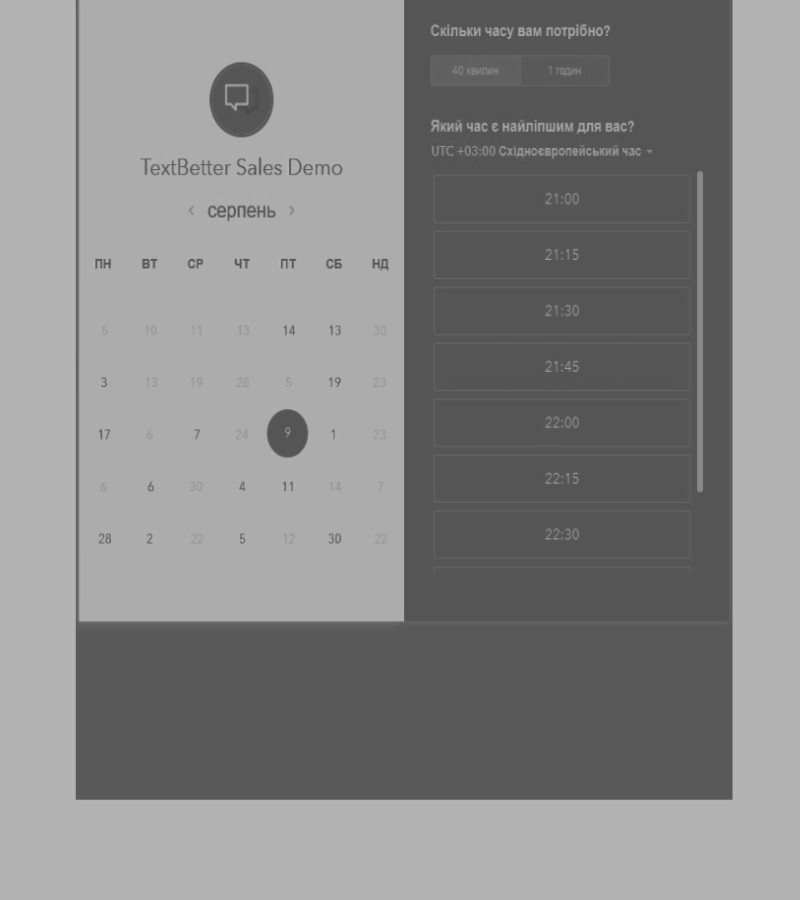 TextBetter Sales Demo
‹ серпень ›
ПН ВТ СР ЧТ ПТ СБ НД
5 10 11 13 14 13 30
3 13 19 28 5 19 23
17 6 7 24 9 1 23
6 6 30 4 11 14 7
28 2 22 5 12 30 22
Скільки часу вам потрібно?
40 хвилин 1 годин
Який час є найліпшим для вас?
UTC +03:00 Східноєвропейський час
21:00
21:15
21:30
21:45
22:00
22:15
22:30